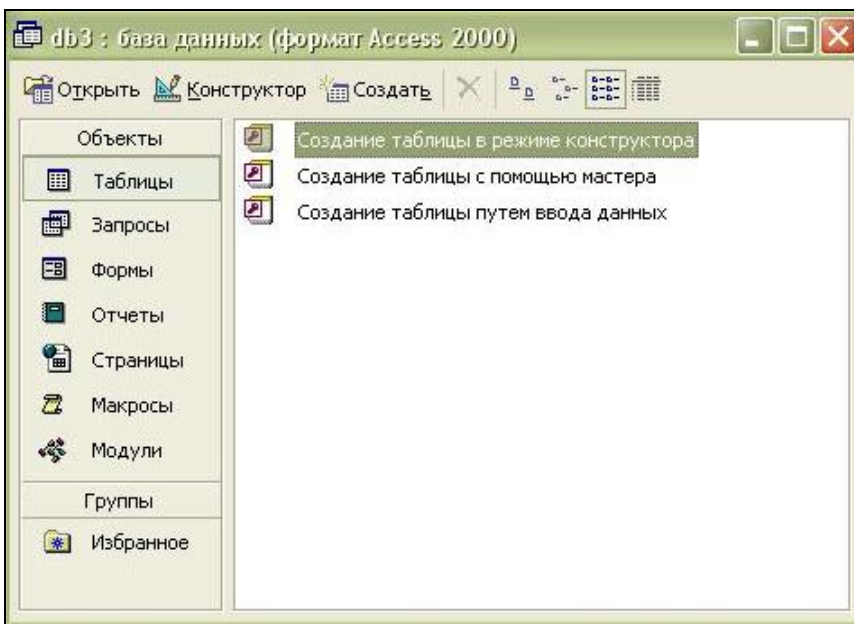 db3 : база данных (формат Access 2000)
Открыть Конструктор Создать
Объекты
Таблицы
Запросы
Формы
Отчеты
Страницы
Макросы
Модули
Группы
Избранное
Создание таблицы в режиме конструктора
Создание таблицы с помощью мастера
Создание таблицы путем ввода данных